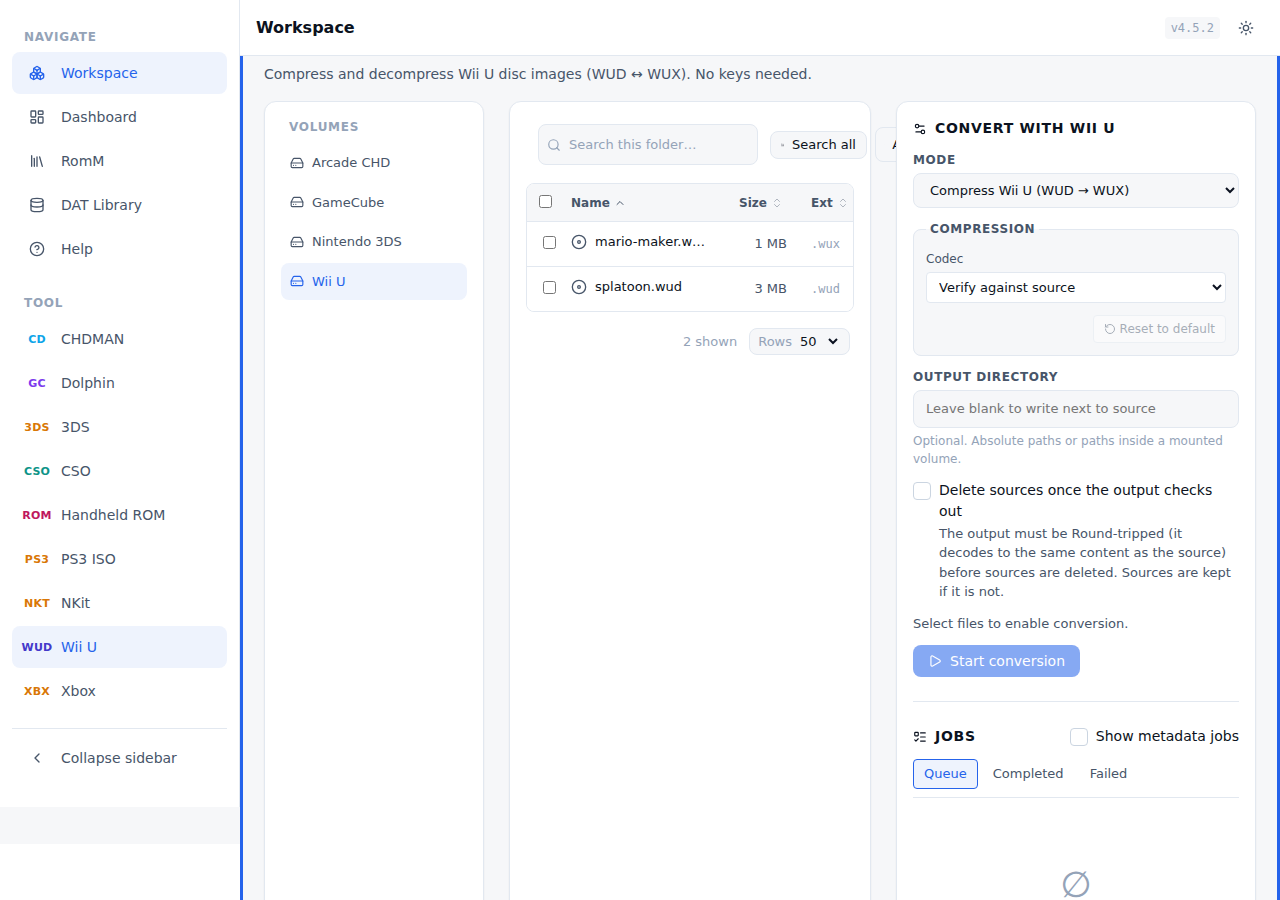 NAVIGATE
Workspace
Dashboard
RomM
DAT Library
Help
TOOL
CD CHDMAN
GC Dolphin
3DS 3DS
CSO CSO
ROM Handheld ROM
PS3 PS3 ISO
NKT NKit
WUD Wii U
XBX Xbox
Collapse sidebar
Workspace
v4.5.2
Compress and decompress Wii U disc images (WUD ↔ WUX). No keys needed.
VOLUMES
Arcade CHD
GameCube
Nintendo 3DS
Wii U
Search this folder…
Search all
Name Size Ext
mario-maker.w… 1 MB .wux
splatoon.wud 3 MB .wud
2 shown Rows 50
CONVERT WITH WII U
MODE
Compress Wii U (WUD → WUX)
COMPRESSION
Codec
Verify against source
Reset to default
OUTPUT DIRECTORY
Leave blank to write next to source
Optional. Absolute paths or paths inside a mounted
volume.
Delete sources once the output checks
out
The output must be Round-tripped (it
decodes to the same content as the source)
before sources are deleted. Sources are kept
if it is not.
Select files to enable conversion.
Start conversion
JOBS
Show metadata jobs
Queue Completed Failed